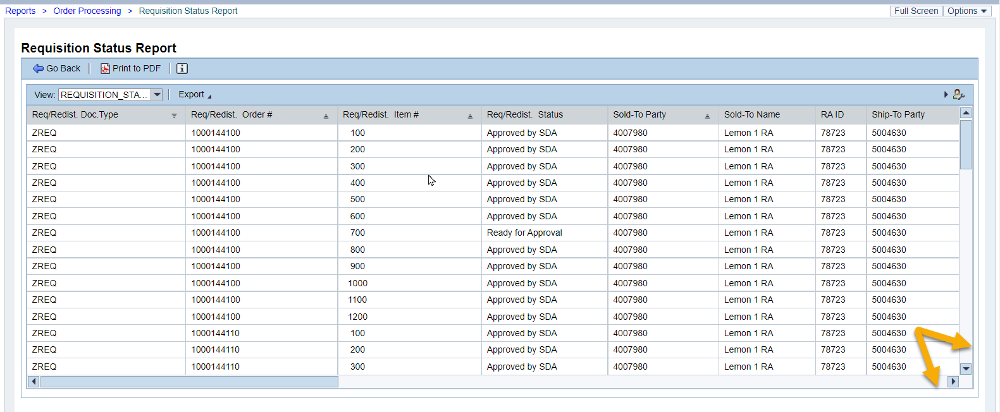 Reports > Order Processing > Requisition Status Report Full Screen Options
Requisition Status Report
Go Back Print to PDF i
View: REQUISITION_STA... Export
Req/Redist. Doc.Type Req/Redist. Order # Req/Redist. Item # Req/Redist. Status Sold-To Party Sold-To Name RA ID Ship-To Party
ZREQ 1000144100 100 Approved by SDA 4007980 Lemon 1 RA 78723 5004630
ZREQ 1000144100 200 Approved by SDA 4007980 Lemon 1 RA 78723 5004630
ZREQ 1000144100 300 Approved by SDA 4007980 Lemon 1 RA 78723 5004630
ZREQ 1000144100 400 Approved by SDA 4007980 Lemon 1 RA 78723 5004630
ZREQ 1000144100 500 Approved by SDA 4007980 Lemon 1 RA 78723 5004630
ZREQ 1000144100 600 Approved by SDA 4007980 Lemon 1 RA 78723 5004630
ZREQ 1000144100 700 Ready for Approval 4007980 Lemon 1 RA 78723 5004630
ZREQ 1000144100 800 Approved by SDA 4007980 Lemon 1 RA 78723 5004630
ZREQ 1000144100 900 Approved by SDA 4007980 Lemon 1 RA 78723 5004630
ZREQ 1000144100 1000 Approved by SDA 4007980 Lemon 1 RA 78723 5004630
ZREQ 1000144100 1100 Approved by SDA 4007980 Lemon 1 RA 78723 5004630
ZREQ 1000144100 1200 Approved by SDA 4007980 Lemon 1 RA 78723 5004630
ZREQ 1000144110 100 Approved by SDA 4007980 Lemon 1 RA 78723 5004630
ZREQ 1000144110 200 Approved by SDA 4007980 Lemon 1 RA 78723 5004630
ZREQ 1000144110 300 Approved by SDA 4007980 Lemon 1 RA 78723 5004630